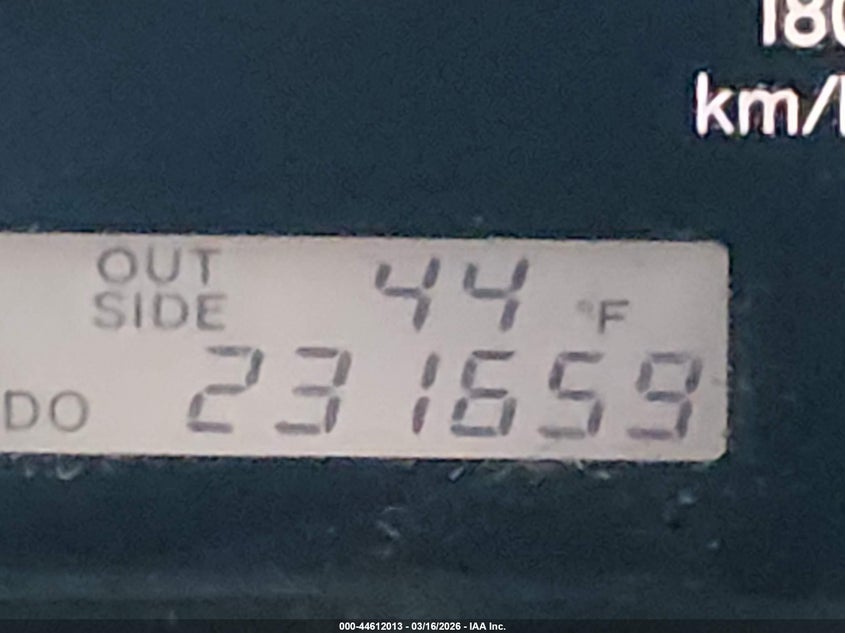 180
km/h
OUT 44 °F
SIDE
DO 231659
000-44612013 - 03/16/2026 - IAA Inc.